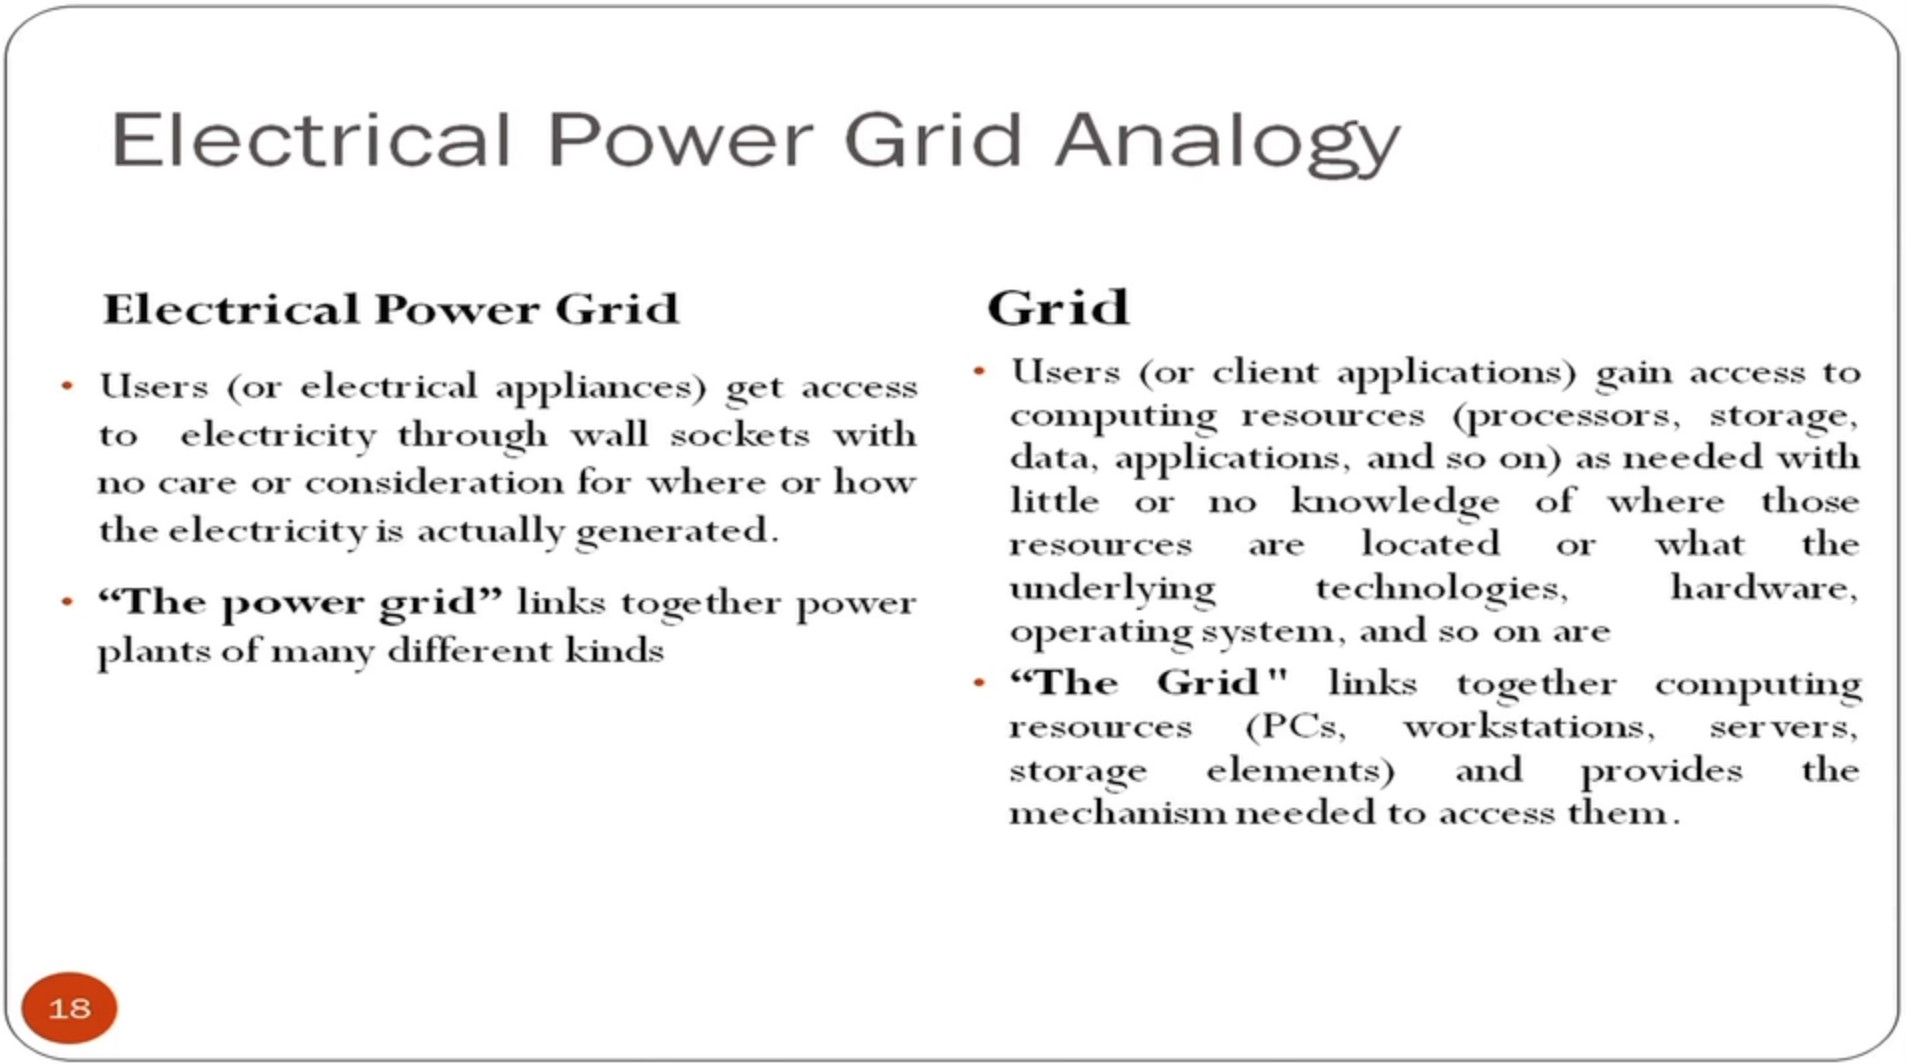 Electrical Power Grid Analogy
Electrical Power Grid
• Users (or electrical appliances) get access
to electricity through wall sockets with
no care or consideration for where or how
the electricity is actually generated.
• “The power grid” links together power
plants of many different kinds
Grid
• Users (or client applications) gain access to
computing resources (processors, storage,
data, applications, and so on) as needed with
little or no knowledge of where those
resources are located or what the
underlying technologies, hardware,
operating system, and so on are
• “The Grid" links together computing
resources (PCs, workstations, servers,
storage elements) and provides the
mechanism needed to access them.
18